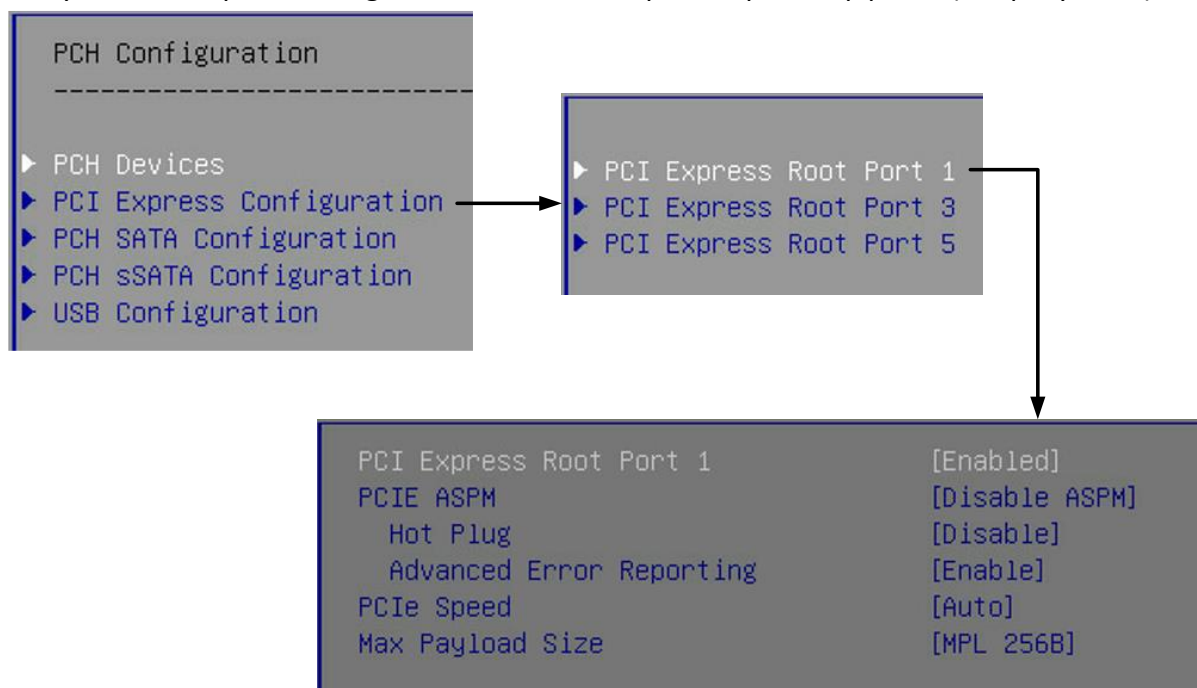 PCH Configuration
----------------------------
PCH Devices
PCI Express Configuration
PCH SATA Configuration
PCH sSATA Configuration
USB Configuration
PCI Express Root Port 1
PCI Express Root Port 3
PCI Express Root Port 5
PCI Express Root Port 1 [Enabled]
PCIE ASPM [Disable ASPM]
Hot Plug [Disable]
Advanced Error Reporting [Enable]
PCIe Speed [Auto]
Max Payload Size [MPL 256B]